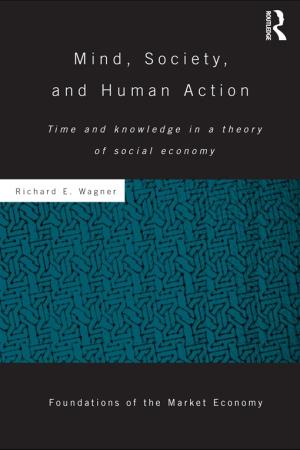 ROUTLEDGE
Mind, Society,
and Human Action
Time and knowledge in a theory
of social economy
Richard E. Wagner
Foundations of the Market Economy